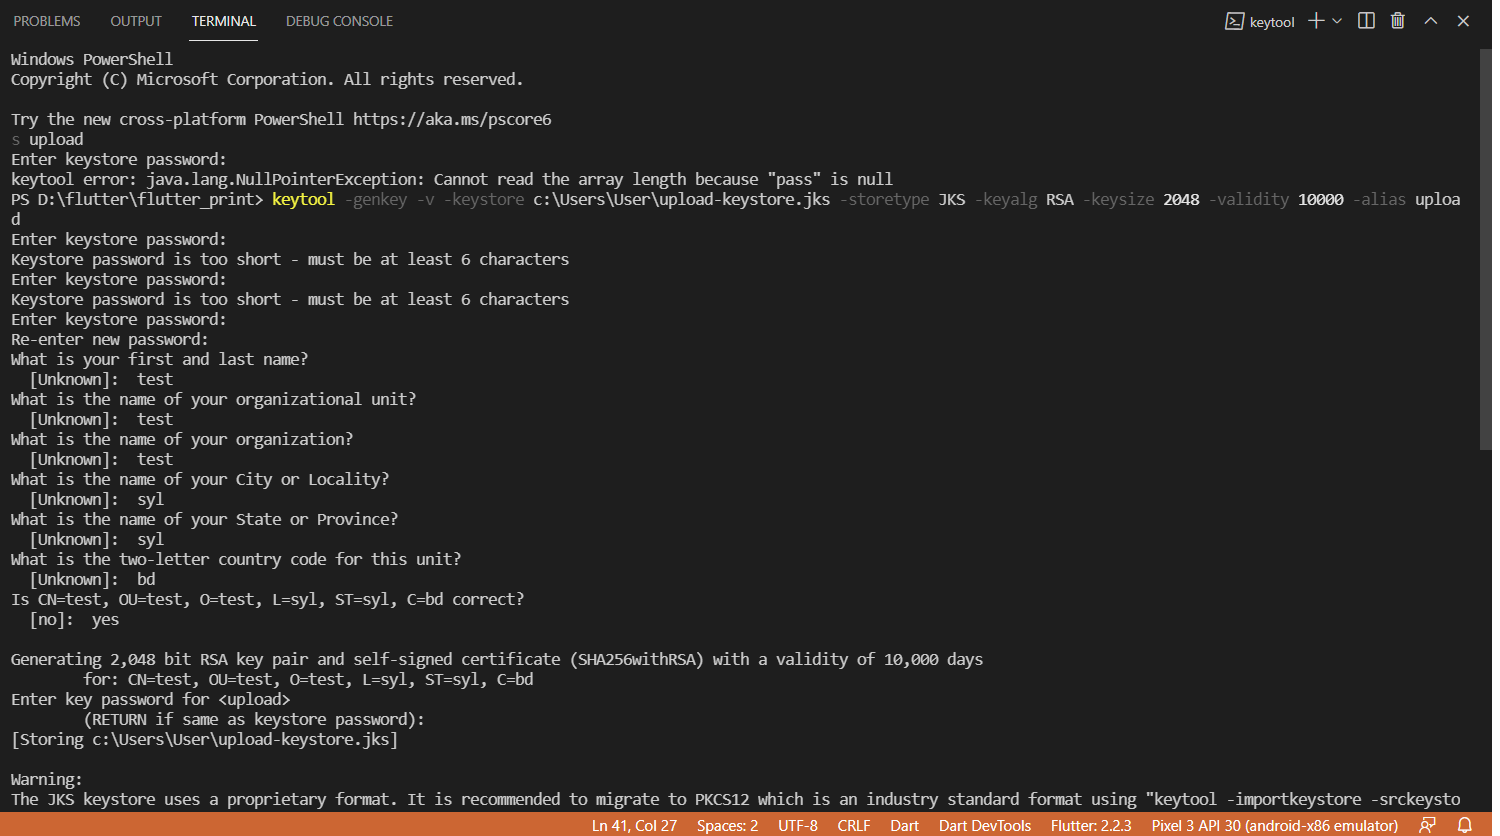 PROBLEMS OUTPUT TERMINAL DEBUG CONSOLE keytool
Windows PowerShell
Copyright (C) Microsoft Corporation. All rights reserved.
Try the new cross-platform PowerShell https://aka.ms/pscore6
s upload
Enter keystore password:
keytool error: java.lang.NullPointerException: Cannot read the array length because "pass" is null
PS D:\flutter\flutter_print> keytool -genkey -v -keystore c:\Users\User\upload-keystore.jks -storetype JKS -keyalg RSA -keysize 2048 -validity 10000 -alias uploa
d
Enter keystore password:
Keystore password is too short - must be at least 6 characters
Enter keystore password:
Keystore password is too short - must be at least 6 characters
Enter keystore password:
Re-enter new password:
What is your first and last name?
[Unknown]: test
What is the name of your organizational unit?
[Unknown]: test
What is the name of your organization?
[Unknown]: test
What is the name of your City or Locality?
[Unknown]: syl
What is the name of your State or Province?
[Unknown]: syl
What is the two-letter country code for this unit?
[Unknown]: bd
Is CN=test, OU=test, O=test, L=syl, ST=syl, C=bd correct?
[no]: yes
Generating 2,048 bit RSA key pair and self-signed certificate (SHA256withRSA) with a validity of 10,000 days
for: CN=test, OU=test, O=test, L=syl, ST=syl, C=bd
Enter key password for <upload>
(RETURN if same as keystore password):
[Storing c:\Users\User\upload-keystore.jks]
Warning:
The JKS keystore uses a proprietary format. It is recommended to migrate to PKCS12 which is an industry standard format using "keytool -importkeystore -srckeysto
Ln 41, Col 27 Spaces: 2 UTF-8 CRLF Dart Dart DevTools Flutter: 2.2.3 Pixel 3 API 30 (android-x86 emulator)